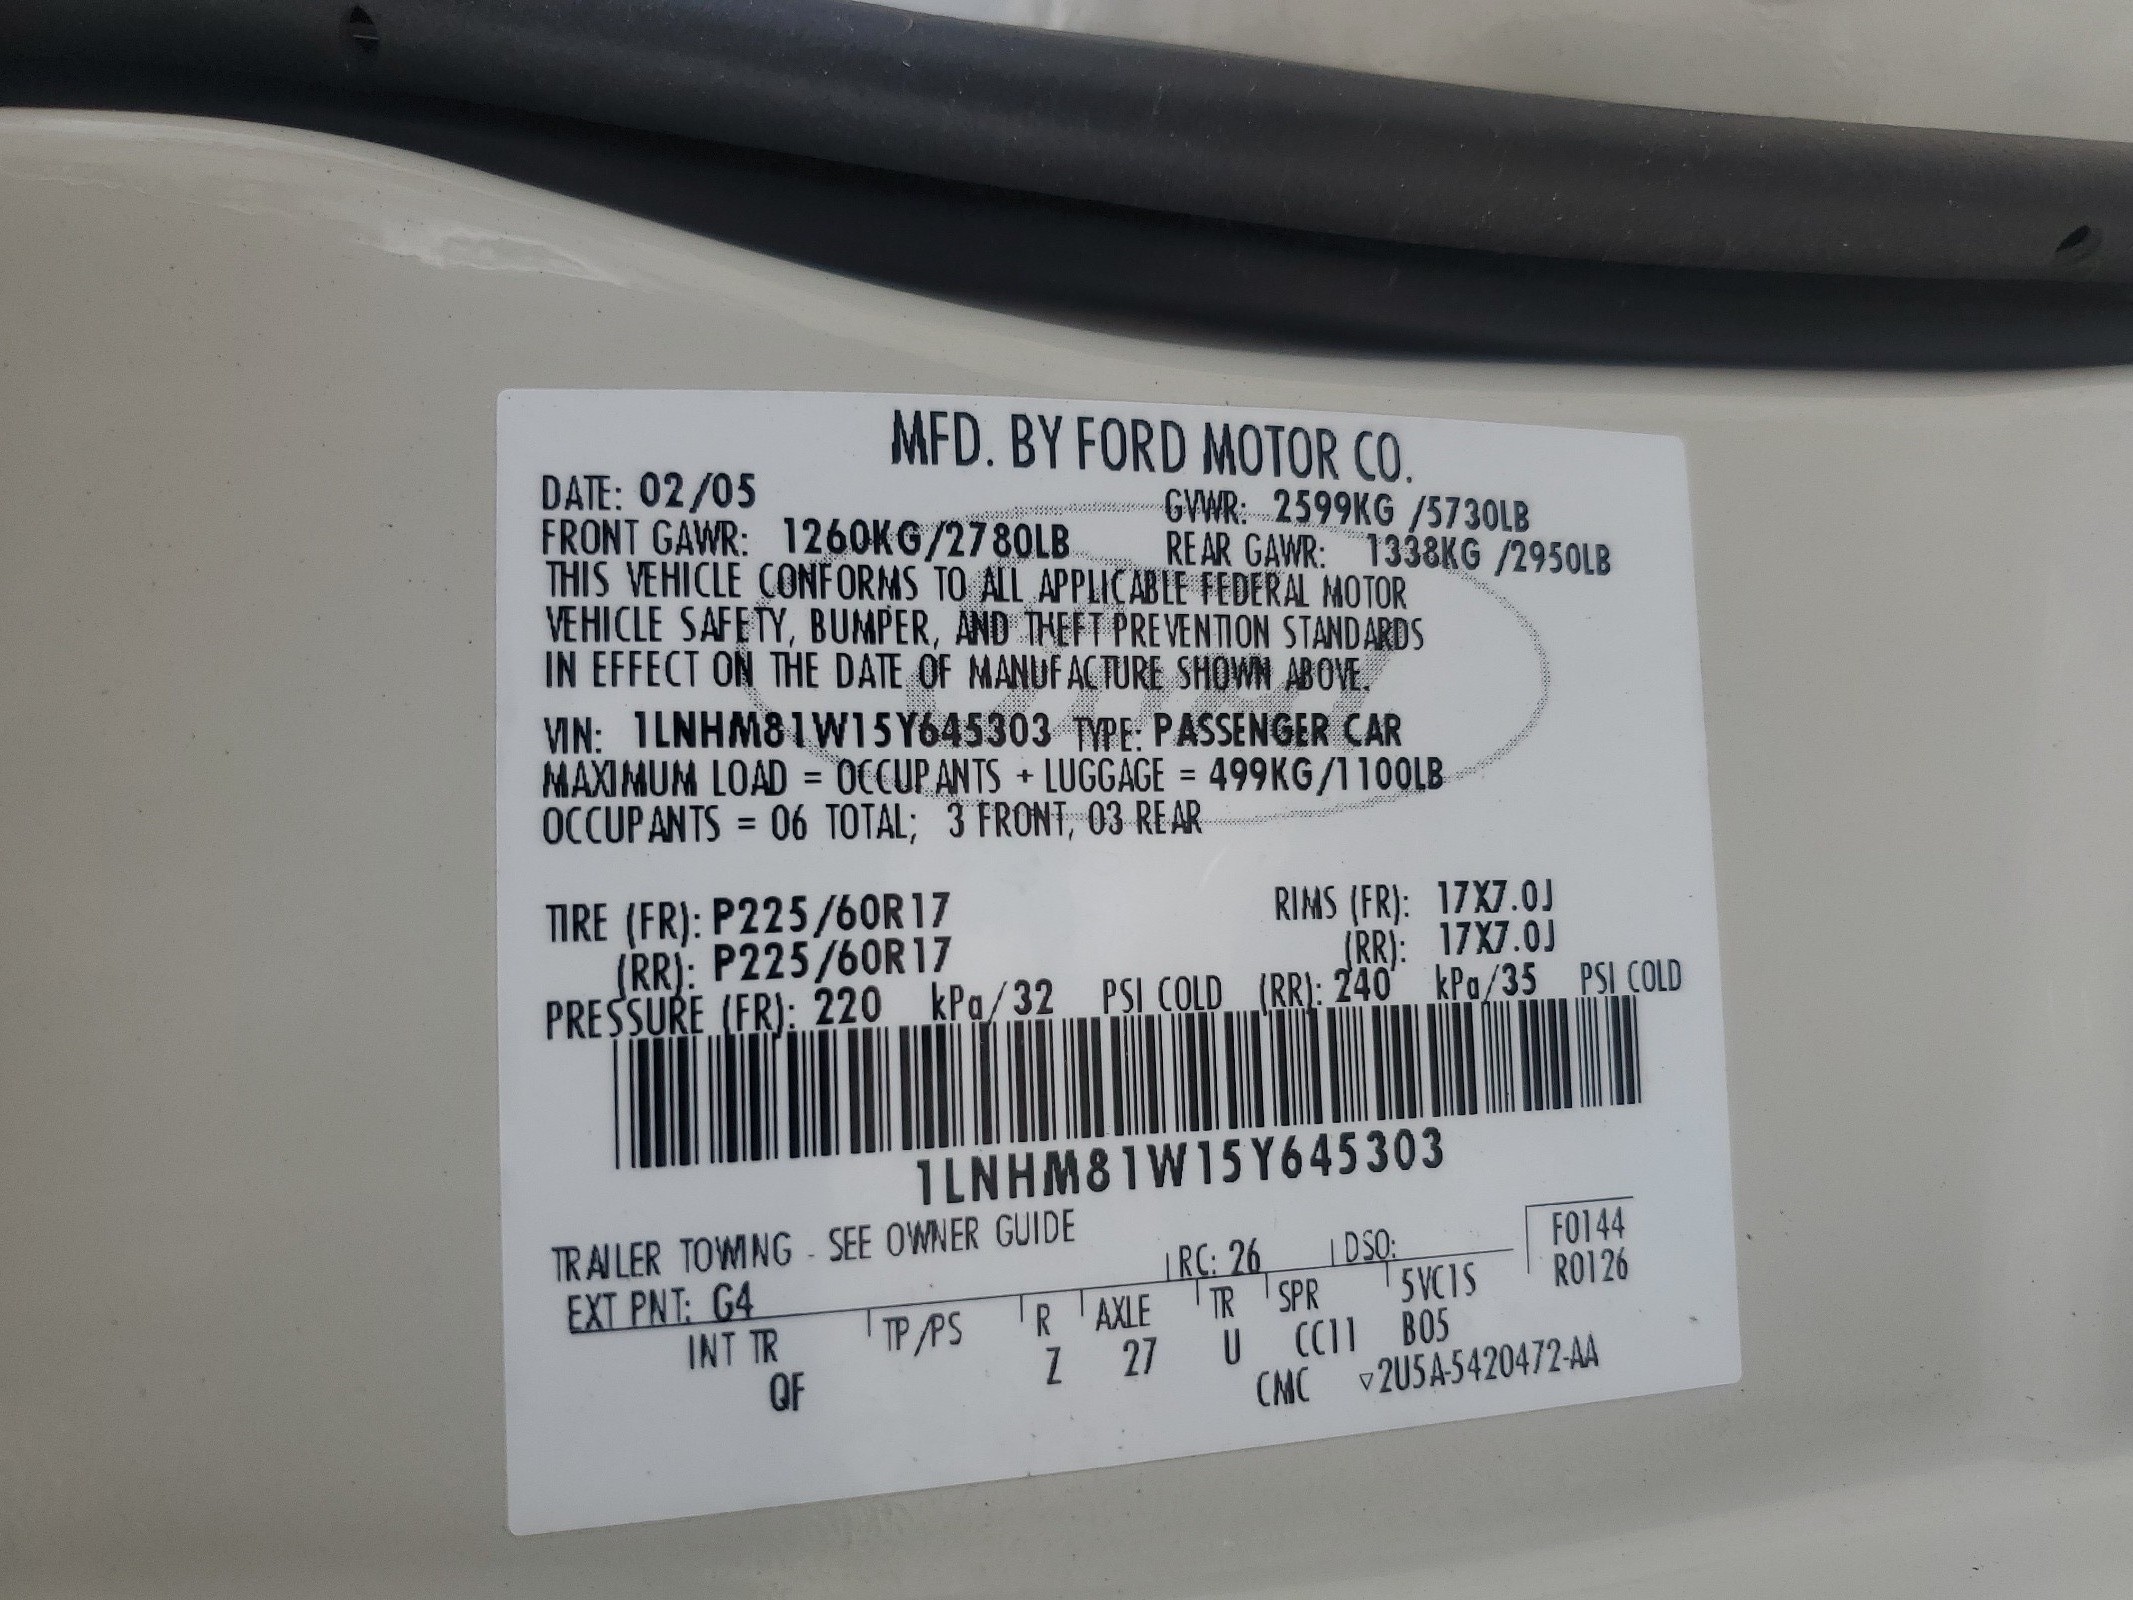 MFD. BY FORD MOTOR CO.
DATE: 02/05 GVWR: 2599KG /5730LB
FRONT GAWR: 1260KG/2780LB REAR GAWR: 1338KG /2950LB
THIS VEHICLE CONFORMS TO ALL APPLICABLE FEDERAL MOTOR
VEHICLE SAFETY, BUMPER, AND THEFT PREVENTION STANDARDS
IN EFFECT ON THE DATE OF MANUFACTURE SHOWN ABOVE.
VIN: 1LNHM81W15Y645303 TYPE: PASSENGER CAR
MAXIMUM LOAD = OCCUPANTS + LUGGAGE = 499KG/1100LB
OCCUPANTS = 06 TOTAL; 3 FRONT, 03 REAR
TIRE (FR): P225/60R17 RIMS (FR): 17X7.0J
(RR): P225/60R17 (RR): 17X7.0J
PRESSURE (FR): 220 kPa/32 PSI COLD (RR): 240 kPa/35 PSI COLD
1LNHM81W15Y645303
TRAILER TOWING - SEE OWNER GUIDE
EXT PNT: G4 RC: 26 DSO: F0144
R0126
INT TR TP/PS R AXLE TR SPR 5VC1S
QF Z 27 U CC11 B05
CMC ▽2U5A-5420472-AA